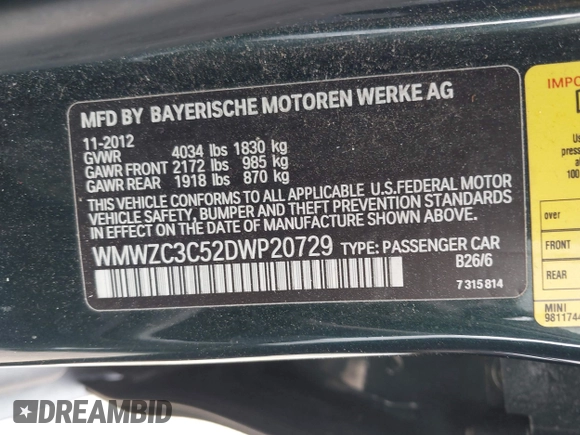 MFD BY BAYERISCHE MOTOREN WERKE AG
11-2012
GVWR 4034 lbs 1830 kg
GAWR FRONT 2172 lbs 985 kg
GAWR REAR 1918 lbs 870 kg
THIS VEHICLE CONFORMS TO ALL APPLICABLE U.S.FEDERAL MOTOR
VEHICLE SAFETY, BUMPER AND THEFT PREVENTION STANDARDS
IN EFFECT ON THE DATE OF MANUFACTURE SHOWN ABOVE.
WMWZC3C52DWP20729 TYPE: PASSENGER CAR
B26/6
7 315 814
over
FRONT
REAR
MINI
DREAMBID